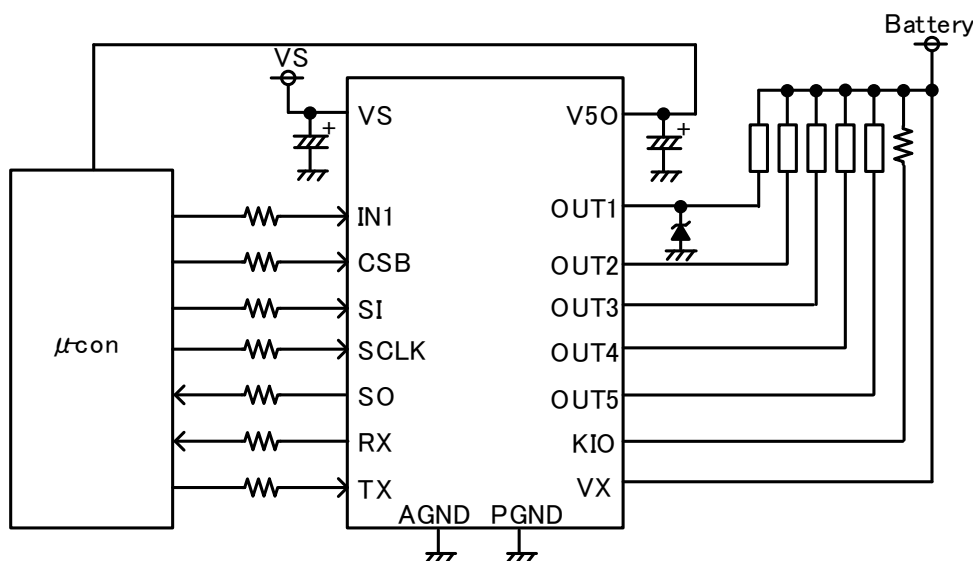 Battery
VS
VS
V5O
+
+
IN1
CSB
SI
SCLK
SO
RX
TX
μ-con
OUT1
OUT2
OUT3
OUT4
OUT5
KIO
VX
AGND
PGND